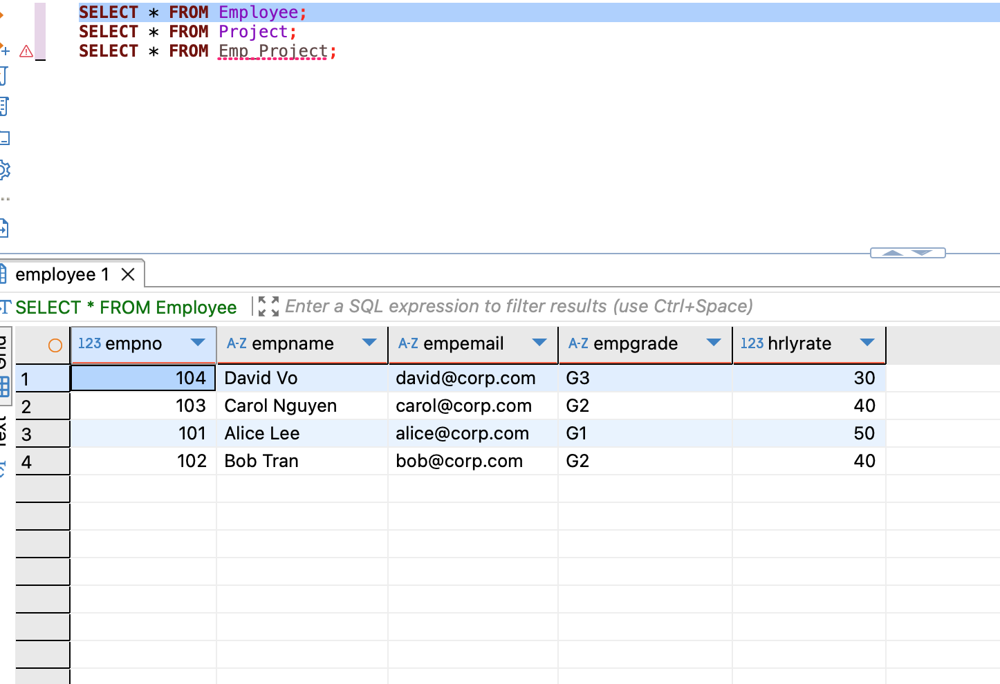 SELECT * FROM Employee;
SELECT * FROM Project;
SELECT * FROM Emp_Project;
employee 1
SELECT * FROM Employee Enter a SQL expression to filter results (use Ctrl+Space)
123 empno A-Z empname A-Z empemail A-Z empgrade 123 hrlyrate
1 104 David Vo david@corp.com G3 30
2 103 Carol Nguyen carol@corp.com G2 40
3 101 Alice Lee alice@corp.com G1 50
4 102 Bob Tran bob@corp.com G2 40